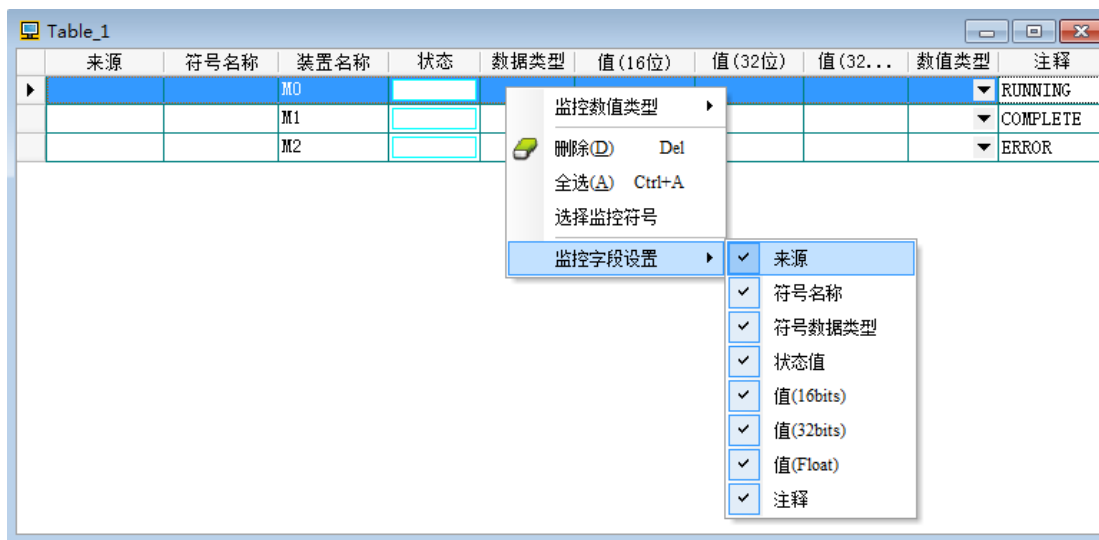 Table_1
来源 符号名称 装置名称 状态 数据类型 值(16位) 值(32位) 值(32... 数值类型 注释
M0 RUNNING
M1 COMPLETE
M2 ERROR
监控数值类型
删除(D) Del
全选(A) Ctrl+A
选择监控符号
监控字段设置
来源
符号名称
符号数据类型
状态值
值(16bits)
值(32bits)
值(Float)
注释